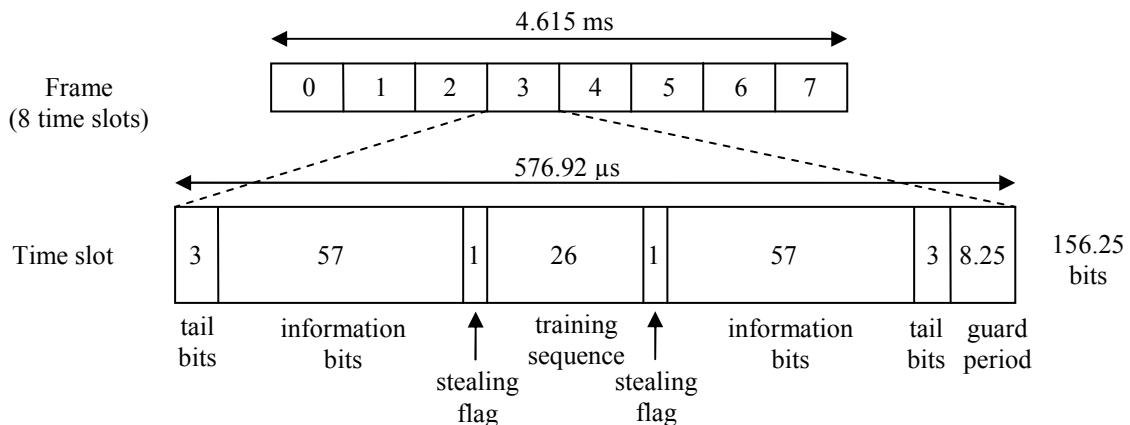 4.615 ms
Frame
(8 time slots)
0 1 2 3 4 5 6 7
576.92 µs
Time slot
3 57 1 26 1 57 3 8.25
156.25
bits
tail
bits
information
bits
stealing
flag
training
sequence
stealing
flag
information
bits
tail
bits
guard
period